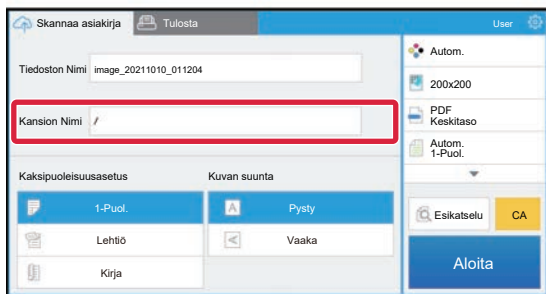 Skannaa asiakirja
Tulosta
User
Tiedoston Nimi image_20211010_011204
Kansion Nimi /
Kaksipuoleisuusasetus
Kuvan suunta
1-Puol.
A Pysty
Lehtiö
A Vaaka
Kirja
Autom.
200x200
PDF
Keskitaso
Autom.
1-Puol.
Esikatselu
CA
Aloita